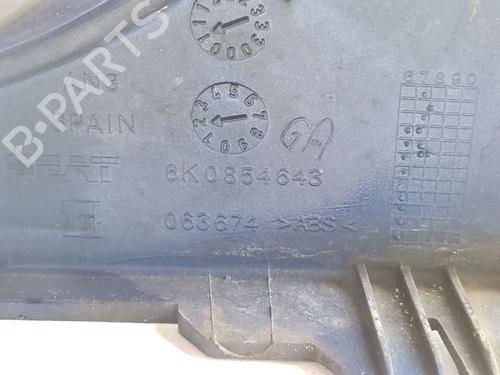 B-PARTS
SPAIN
67890
GA
SEAT
6K0854643
063674 >ABS<